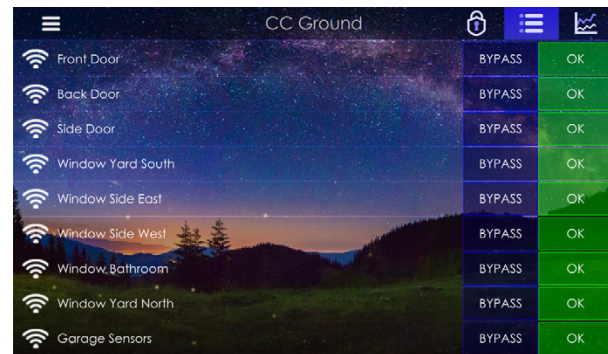 CC Ground
Front Door BYPASS OK
Back Door BYPASS OK
Side Door BYPASS OK
Window Yard South BYPASS OK
Window Side East BYPASS OK
Window Side West BYPASS OK
Window Bathroom BYPASS OK
Window Yard North BYPASS OK
Garage Sensors BYPASS OK